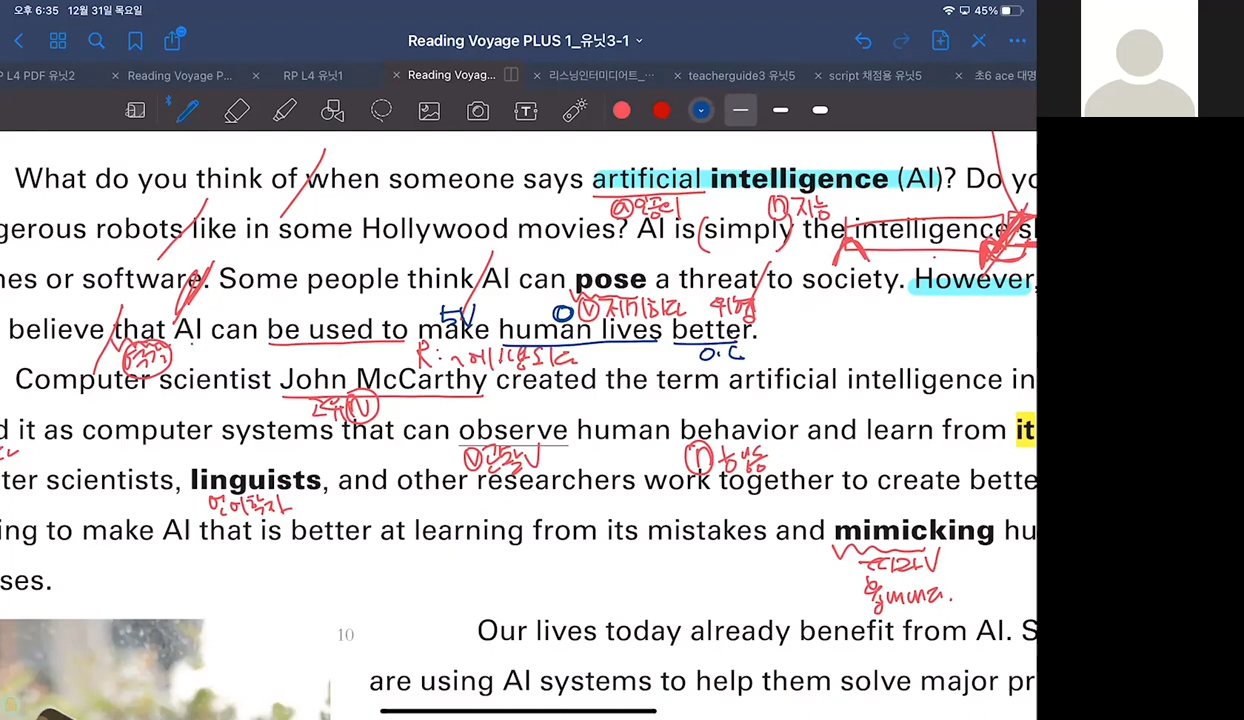 오후 6:35 12월 31일 목요일
45%
Reading Voyage PLUS 1_유닛3-1
P L4 PDF 유닛2
Reading Voyage P...
RP L4 유닛1
Reading Voyag...
리스닝인터미디어트_...
teacherguide3 유닛5
script 채점용 유닛5
초6 ace 대명
What do you think of when someone says artificial intelligence (AI)? Do yo
ⓝ 지능
gerous robots like in some Hollywood movies? AI is simply the intelligence s
nes or software. Some people think AI can pose a threat to society. However,
5V
O
ⓥ
위협
believe that AI can be used to make human lives better.
O.C
Computer scientist John McCarthy created the term artificial intelligence in
N
d it as computer systems that can observe human behavior and learn from it
ⓥ 관찰
ⓝ 행동
ter scientists, linguists, and other researchers work together to create bette
언어학자
ing to make AI that is better at learning from its mistakes and mimicking hu
ses.
10
Our lives today already benefit from AI. S
are using AI systems to help them solve major pr